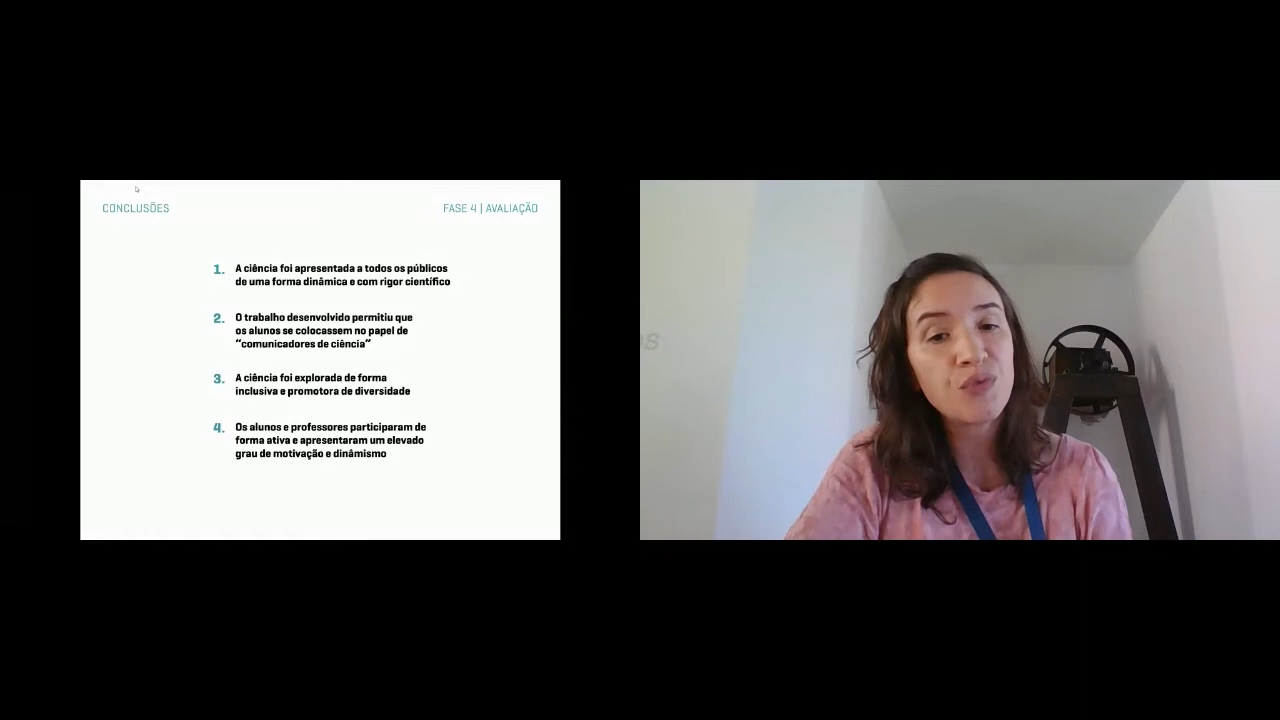 CONCLUSÕES
FASE 4 | AVALIAÇÃO
1. A ciência foi apresentada a todos os públicos
de uma forma dinâmica e com rigor científico
2. O trabalho desenvolvido permitiu que
os alunos se colocassem no papel de
“comunicadores de ciência”
3. A ciência foi explorada de forma
inclusiva e promotora de diversidade
4. Os alunos e professores participaram de
forma ativa e apresentaram um elevado
grau de motivação e dinâmismo